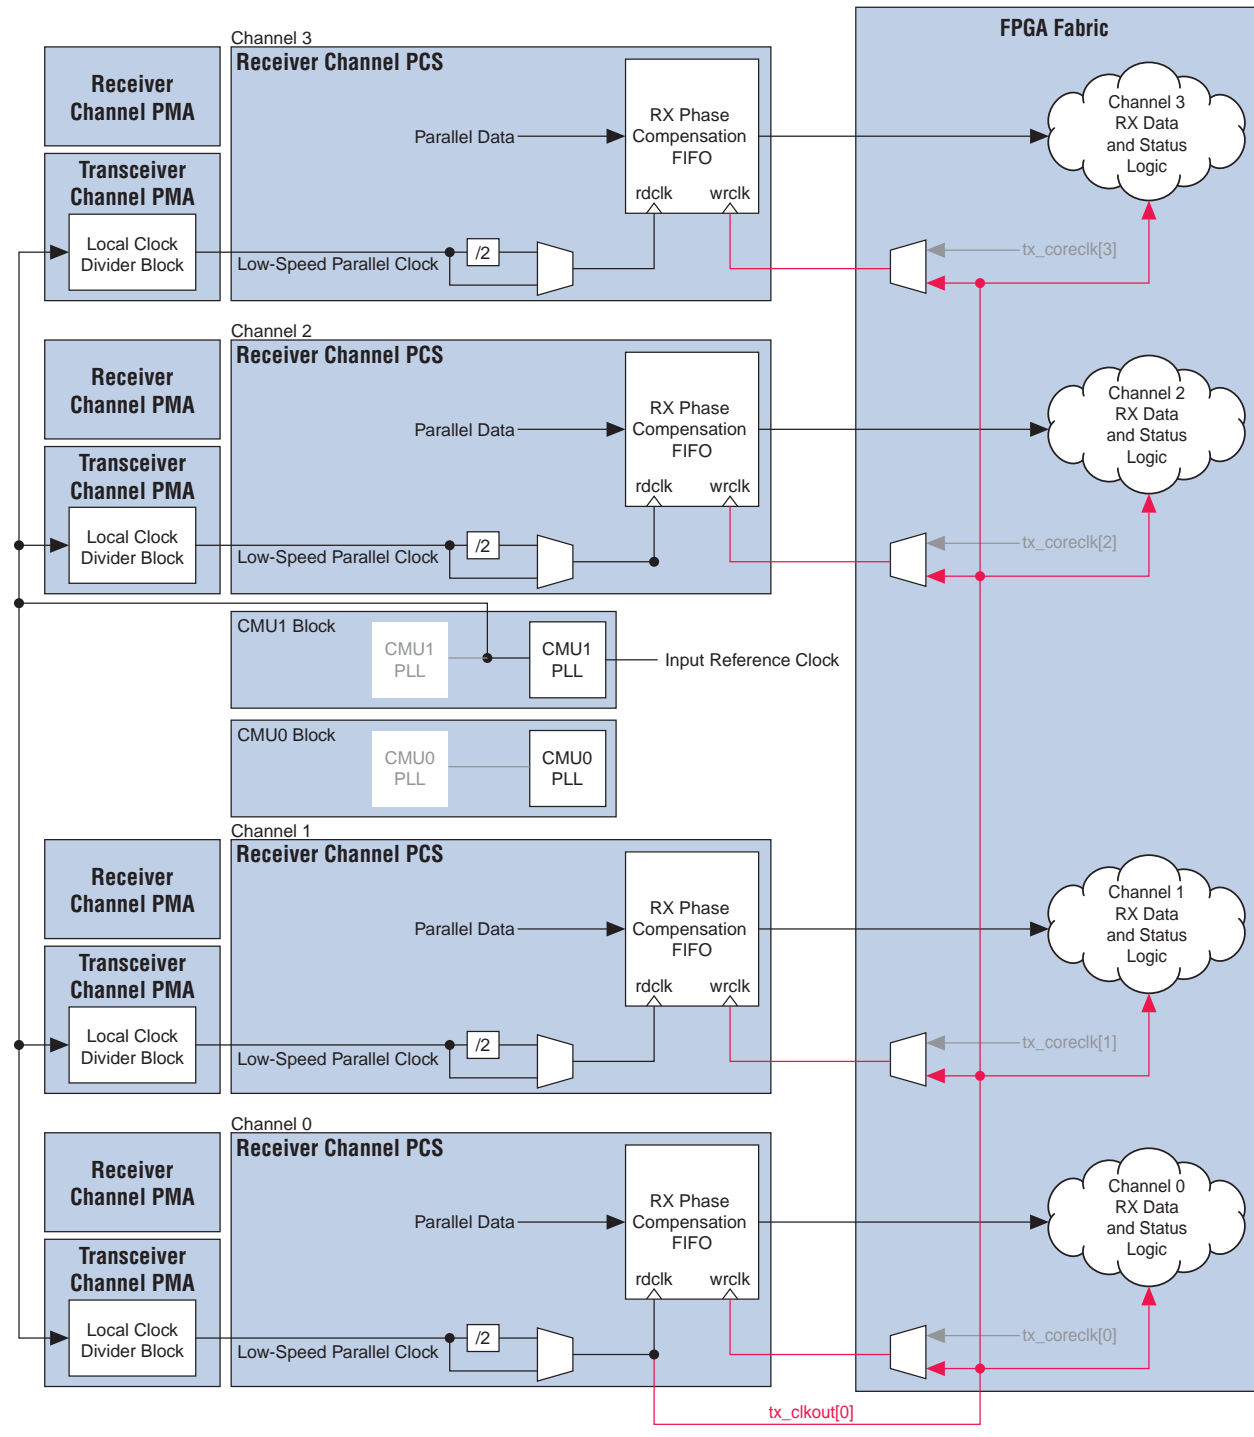 FPGA Fabric
Channel 3
Receiver Channel PCS
Receiver
Channel PMA
Parallel Data
RX Phase
Compensation
FIFO
rdclk
wrclk
Channel 3
RX Data
and Status
Logic
Transceiver
Channel PMA
Local Clock
Divider Block
Low-Speed Parallel Clock
/2
tx_coreclk[3]
Channel 2
Receiver Channel PCS
Receiver
Channel PMA
Parallel Data
RX Phase
Compensation
FIFO
rdclk
wrclk
Channel 2
RX Data
and Status
Logic
Transceiver
Channel PMA
Local Clock
Divider Block
Low-Speed Parallel Clock
/2
tx_coreclk[2]
CMU1 Block
CMU1
PLL
CMU1
PLL
Input Reference Clock
CMU0 Block
CMU0
PLL
CMU0
PLL
Channel 1
Receiver Channel PCS
Receiver
Channel PMA
Parallel Data
RX Phase
Compensation
FIFO
rdclk
wrclk
Channel 1
RX Data
and Status
Logic
Transceiver
Channel PMA
Local Clock
Divider Block
Low-Speed Parallel Clock
/2
tx_coreclk[1]
Channel 0
Receiver Channel PCS
Receiver
Channel PMA
Parallel Data
RX Phase
Compensation
FIFO
rdclk
wrclk
Channel 0
RX Data
and Status
Logic
Transceiver
Channel PMA
Local Clock
Divider Block
Low-Speed Parallel Clock
/2
tx_coreclk[0]
tx_clkout[0]